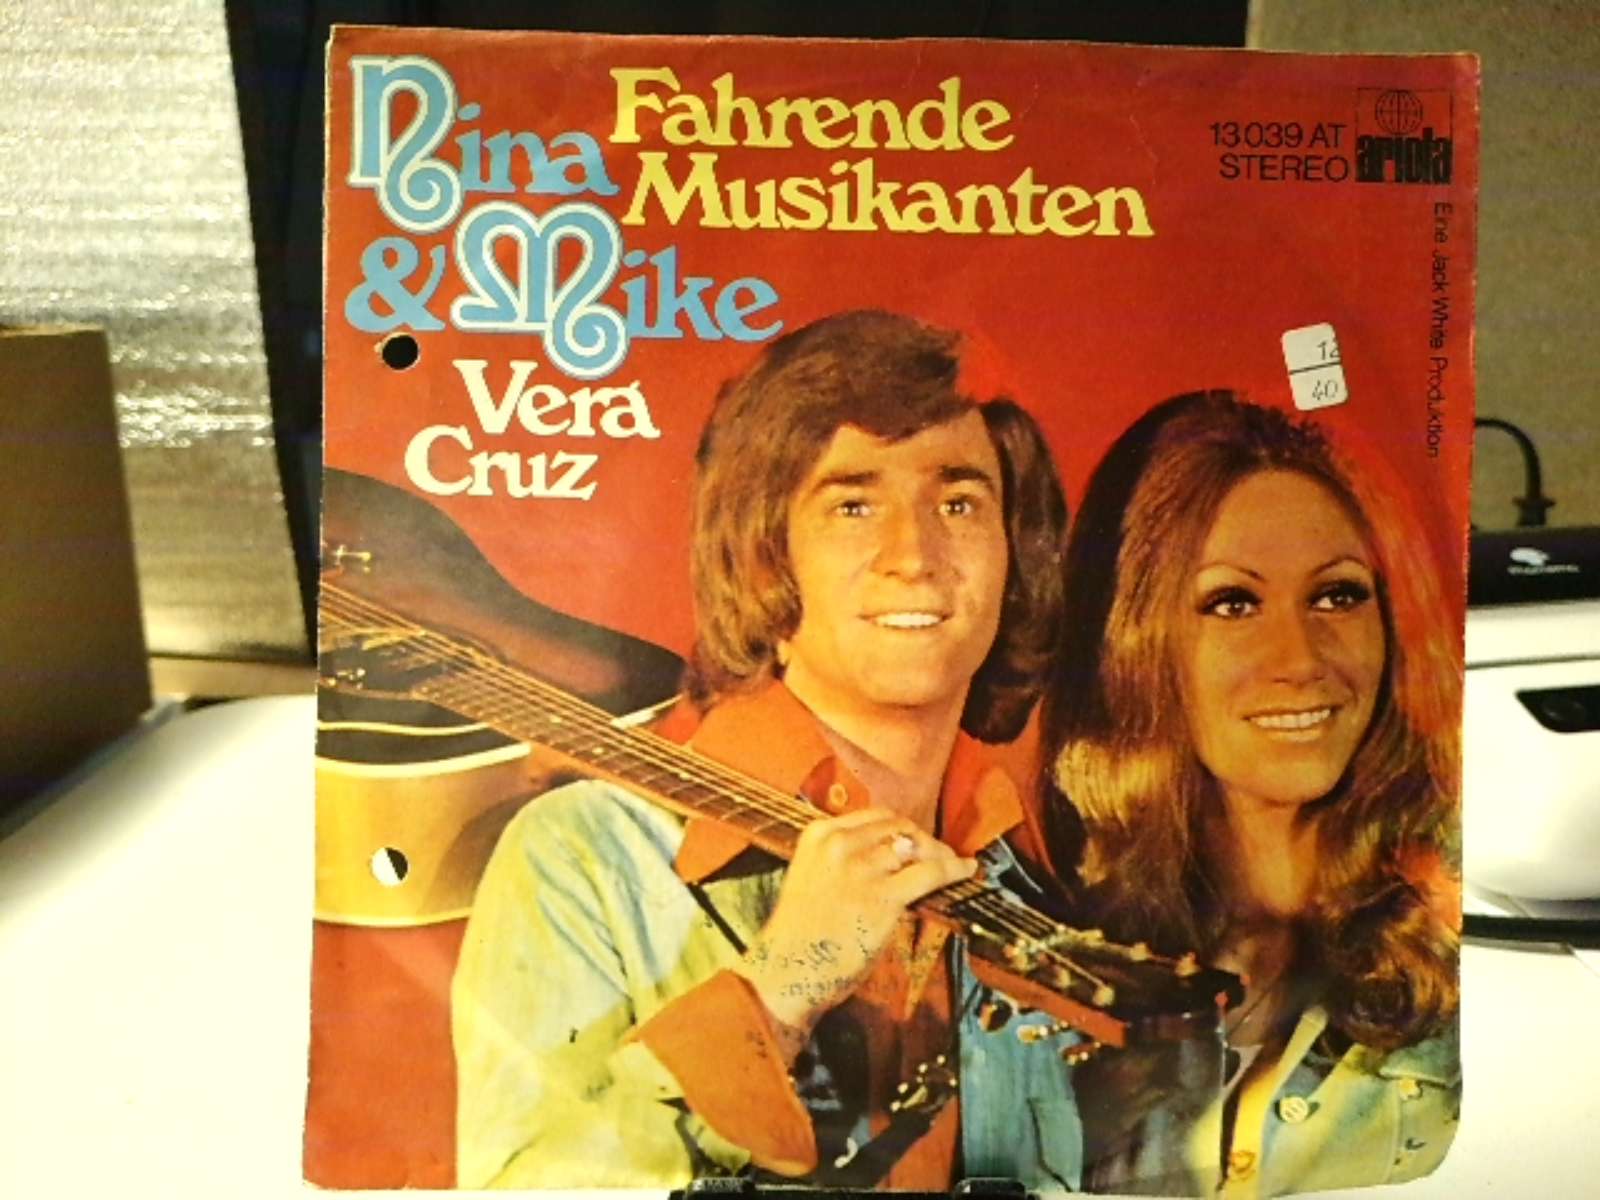 Nina
& Mike
Fahrende
Musikanten
Vera
Cruz
13 039 AT
STEREO
ariola
Eine Jack White Produktion
12
40